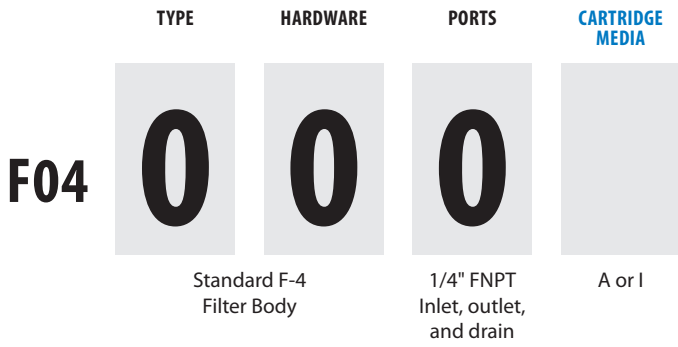 TYPE HARDWARE PORTS CARTRIDGE
MEDIA
F04 0 0 0
Standard F-4 1/4" FNPT A or I
Filter Body Inlet, outlet,
and drain